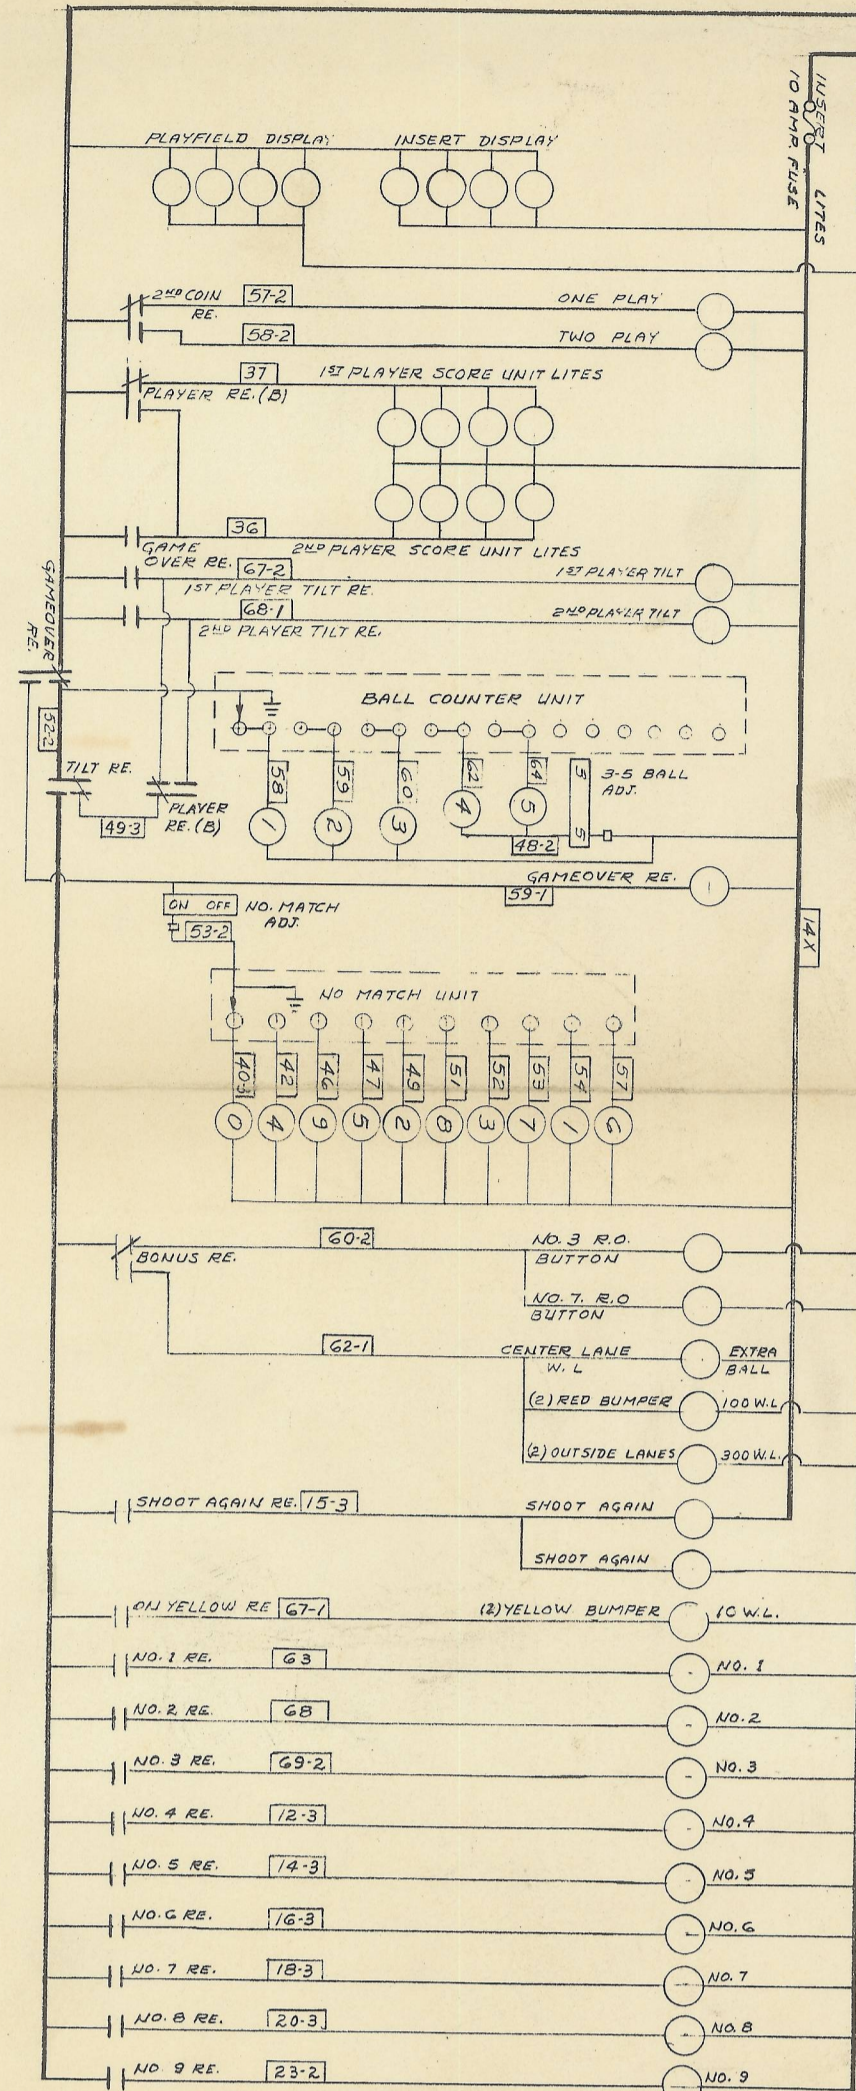 INSERT LITES
10 AMP. FUSE
PLAYFIELD DISPLAY
INSERT DISPLAY
2ND COIN
RE.
57-2
ONE PLAY
58-2
TWO PLAY
37
1ST PLAYER SCORE UNIT LITES
PLAYER RE. (B)
36
GAME
OVER RE.
2ND PLAYER SCORE UNIT LITES
67-2
1ST PLAYER TILT
1ST PLAYER TILT RE.
68-1
2ND PLAYER TILT
2ND PLAYER TILT RE.
GAMEOVER
RE.
BALL COUNTER UNIT
52-2
58
59
60
62
64
3
5
3-5 BALL
ADJ.
TILT RE.
PLAYER
RE. (B)
49-3
1
2
3
4
5
48-2
GAMEOVER RE.
59-1
ON OFF
NO. MATCH
ADJ.
53-2
14X
NO MATCH UNIT
40-3
42
46
47
49
51
52
53
54
57
0
4
9
5
2
8
3
7
1
6
60-2
NO. 3 R.O.
BUTTON
BONUS RE.
NO. 7. R.O
BUTTON
62-1
CENTER LANE
W. L
EXTRA
BALL
(2) RED BUMPER
100 W.L
(2) OUTSIDE LANES
300 W.L.
SHOOT AGAIN RE. 15-3
SHOOT AGAIN
SHOOT AGAIN
ON YELLOW RE 67-1
(2) YELLOW BUMPER
10 W.L.
NO. 1 RE. 63 NO. 1
NO. 2 RE. 68 NO. 2
NO. 3 RE. 69-2 NO. 3
NO. 4 RE. 12-3 NO. 4
NO. 5 RE. 14-3 NO. 5
NO. 6 RE. 16-3 NO. 6
NO. 7 RE. 18-3 NO. 7
NO. 8 RE. 20-3 NO. 8
NO. 9 RE. 23-2 NO. 9